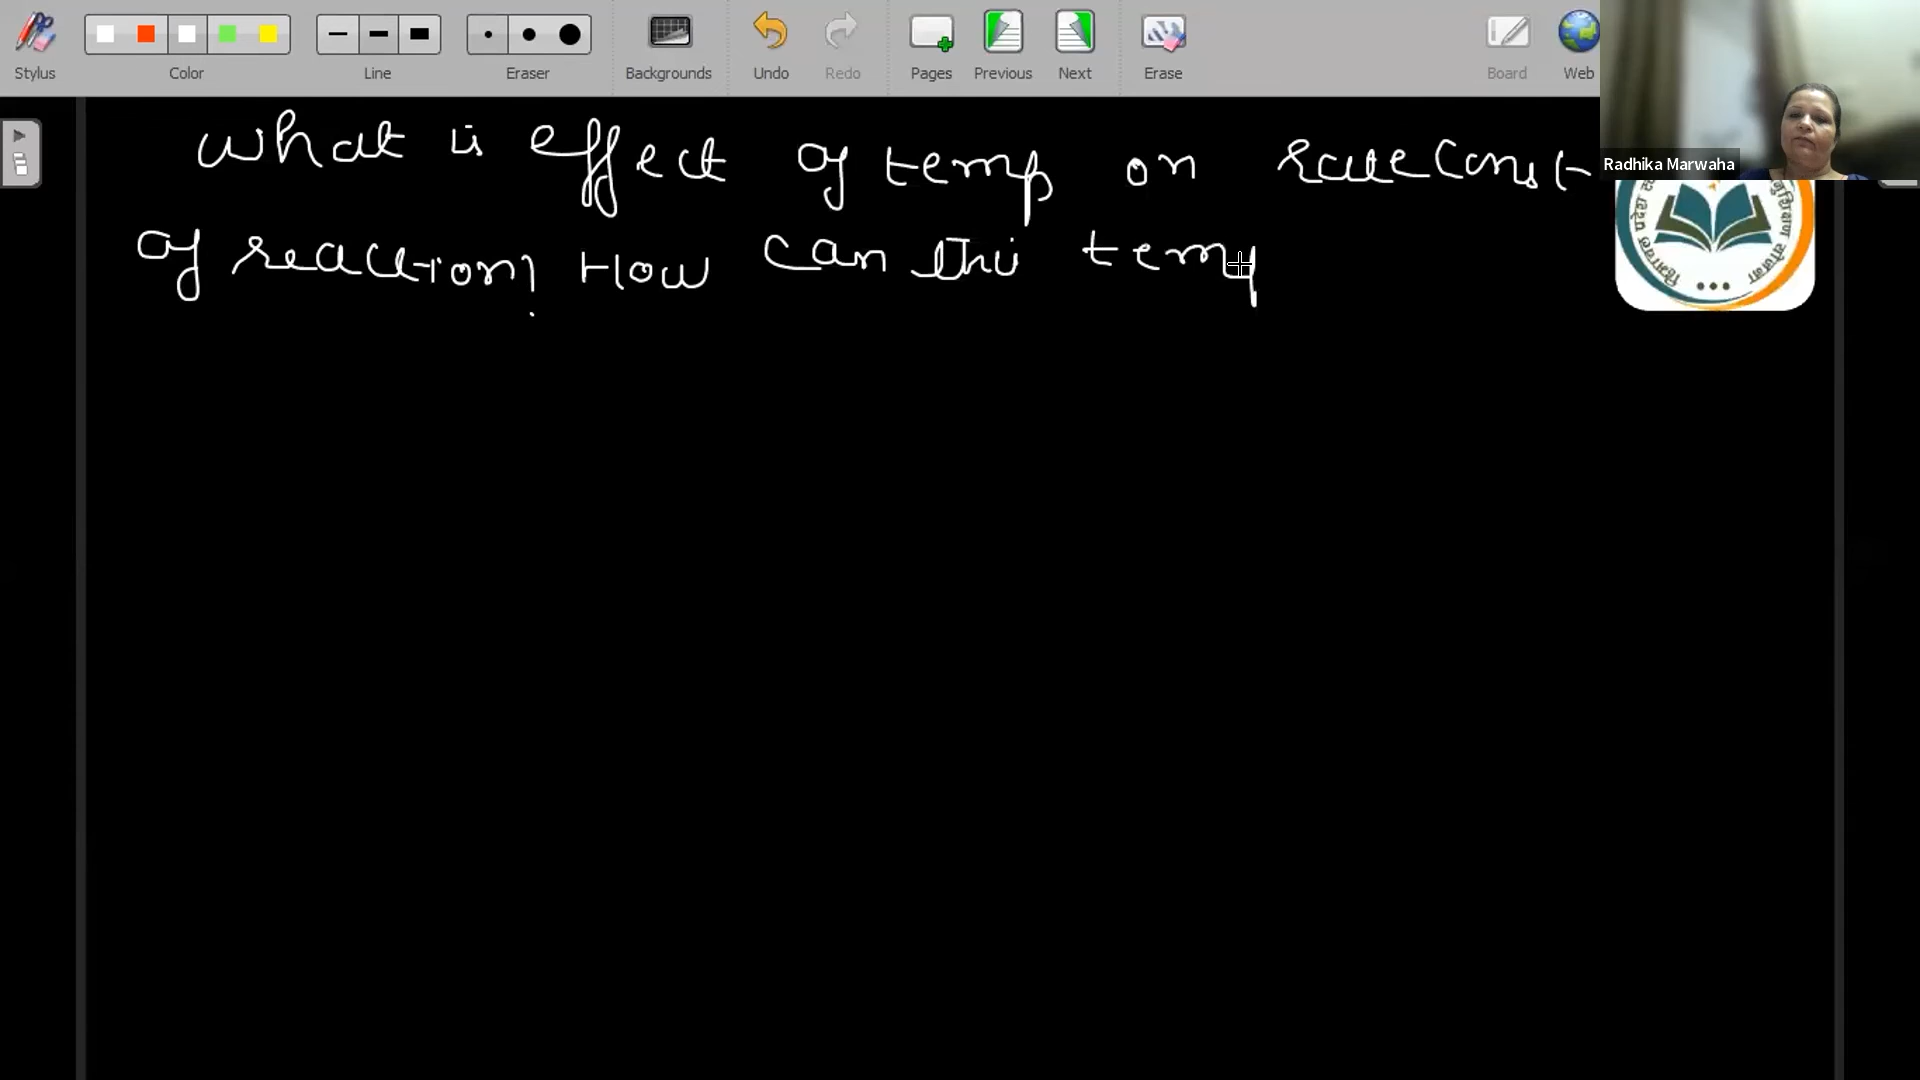 Stylus Color Line Eraser Backgrounds Undo Redo Pages Previous Next Erase Board Web
Radhika Marwaha
What is effect of temp on rate Const
of reaction? How can this temp